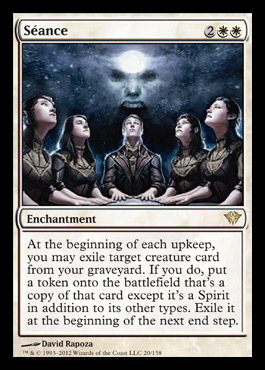 Séance 2
Enchantment
At the beginning of each upkeep,
you may exile target creature card
from your graveyard. If you do, put
a token onto the battlefield that's a
copy of that card except it's a Spirit
in addition to its other types. Exile it
at the beginning of the next end step.
David Rapoza
™ & © 1993-2012 Wizards of the Coast LLC 20/158